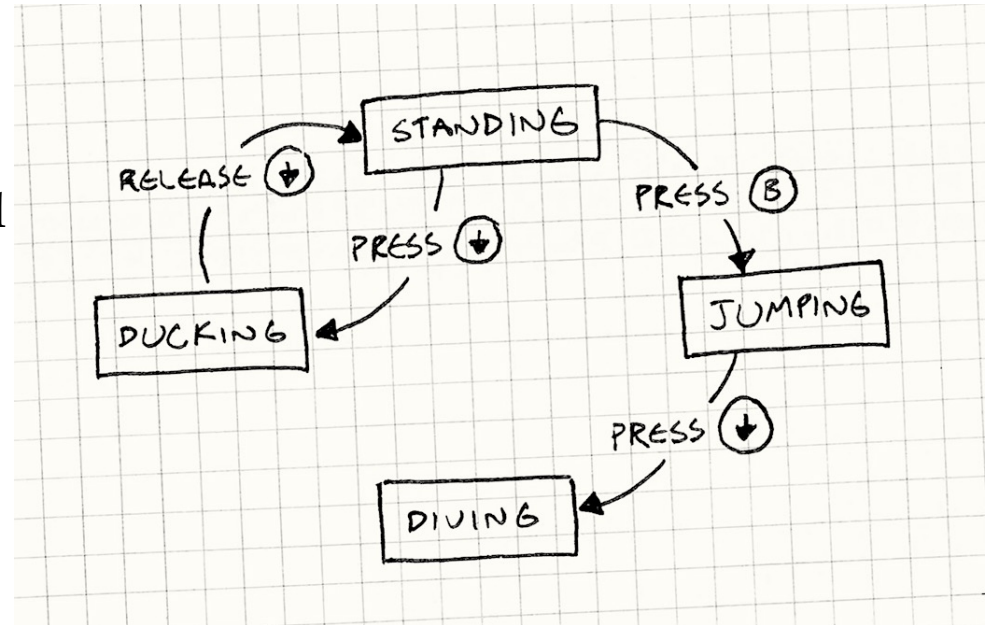 STANDING
RELEASE ↓
PRESS B
PRESS ↓
DUCKING
JUMPING
PRESS ↓
DIVING